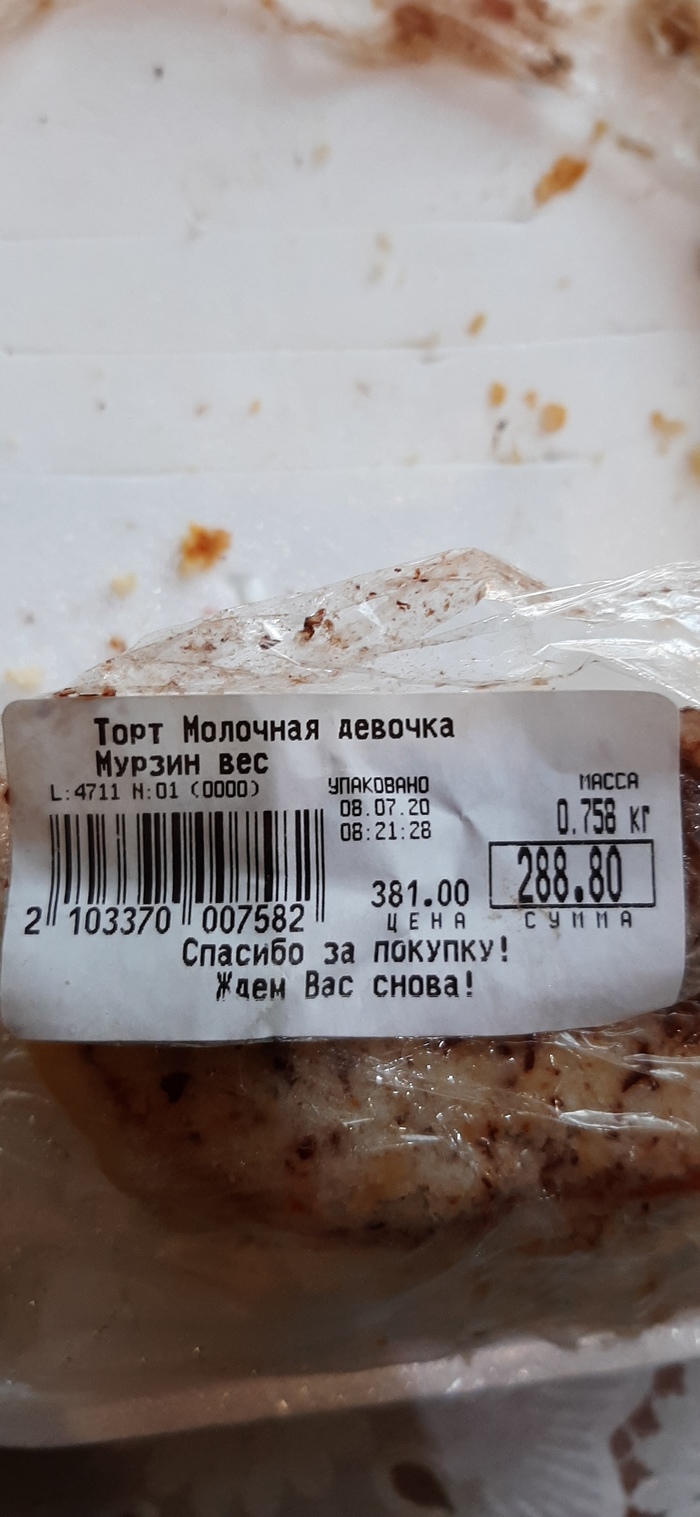 Торт Молочная девочка
Мурзин вес
L:4711 N:01 (0000)
УПАКОВАНО
08.07.20
08:21:28
МАССА
0.758 кг
381.00
ЦЕНА
288.80
СУММА
2 103370 007582
Спасибо за покупку!
Ждем Вас снова!